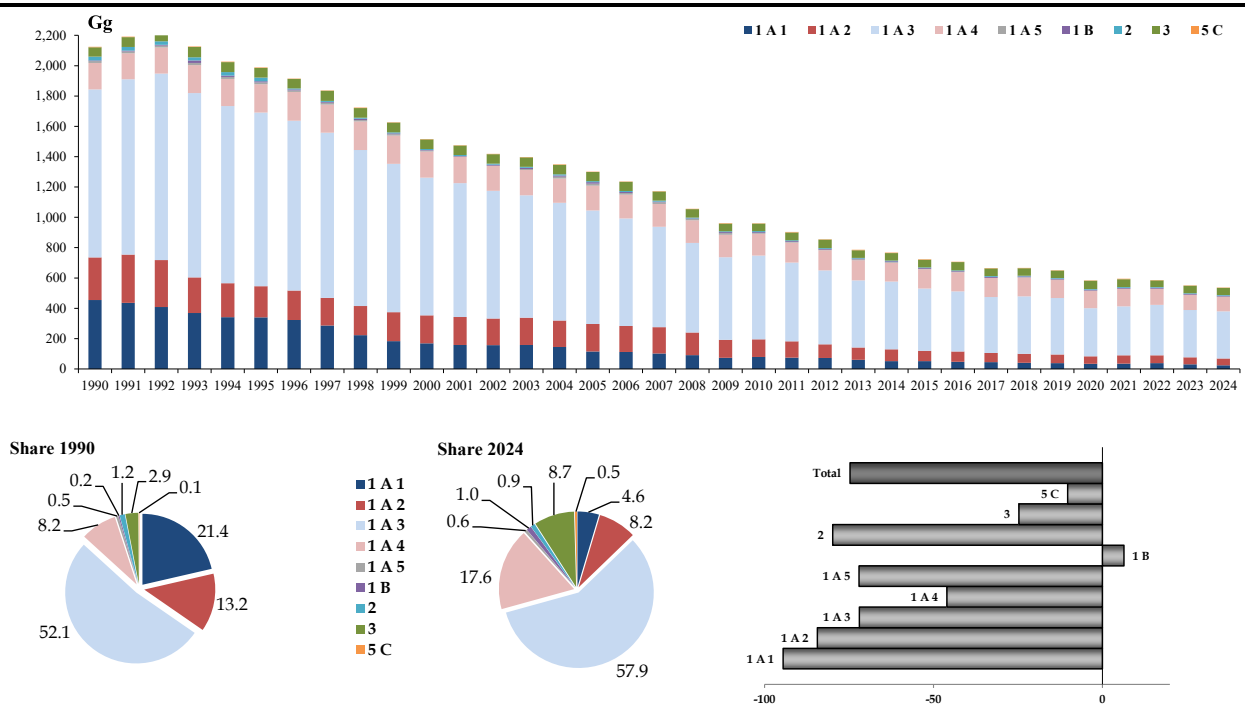 Gg
1 A 1 1 A 2 1 A 3 1 A 4 1 A 5 1 B 2 3 5 C
2,200
2,000
1,800
1,600
1,400
1,200
1,000
800
600
400
200
0
1990 1991 1992 1993 1994 1995 1996 1997 1998 1999 2000 2001 2002 2003 2004 2005 2006 2007 2008 2009 2010 2011 2012 2013 2014 2015 2016 2017 2018 2019 2020 2021 2022 2023 2024
Share 1990
0.2
1.2
2.9
0.1
0.5
8.2
21.4
13.2
52.1
1 A 1
1 A 2
1 A 3
1 A 4
1 A 5
1 B
2
3
5 C
Share 2024
0.9
8.7
0.5
1.0
4.6
0.6
8.2
17.6
57.9
Total
5 C
3
2
1 B
1 A 5
1 A 4
1 A 3
1 A 2
1 A 1
-100 -50 0